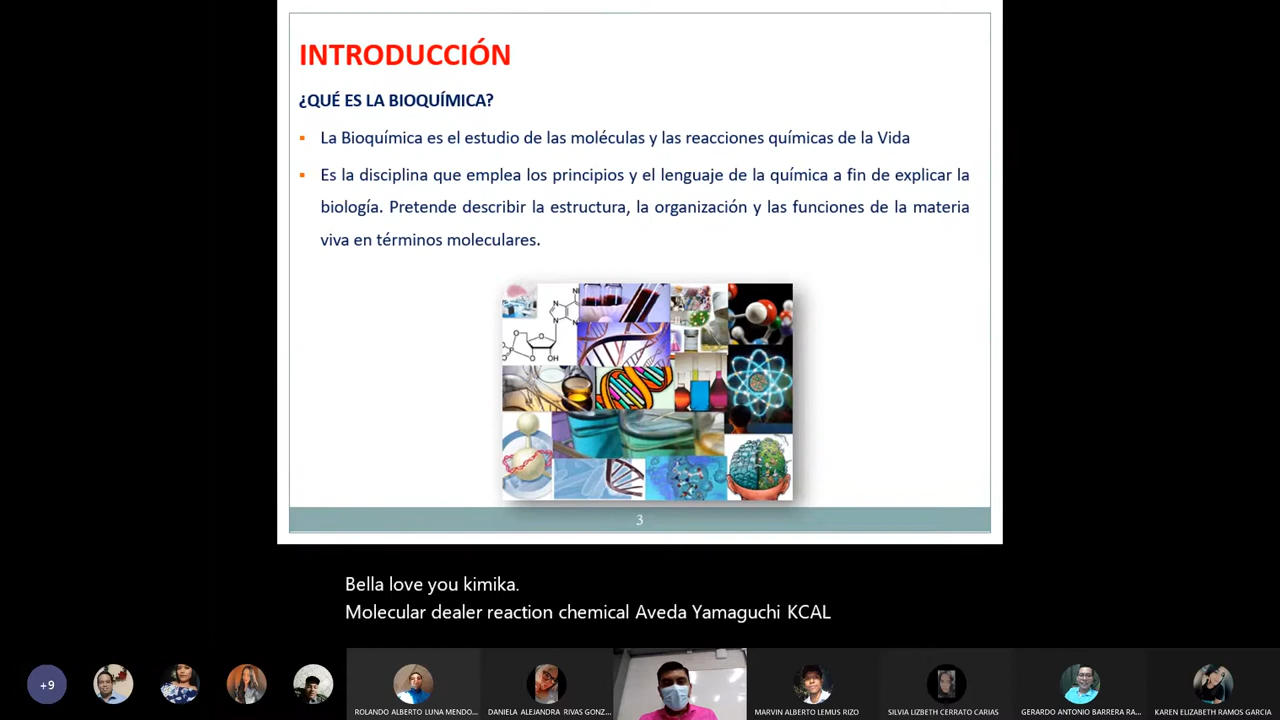 INTRODUCCIÓN
¿QUÉ ES LA BIOQUÍMICA?
▪ La Bioquímica es el estudio de las moléculas y las reacciones químicas de la Vida
▪ Es la disciplina que emplea los principios y el lenguaje de la química a fin de explicar la
biología. Pretende describir la estructura, la organización y las funciones de la materia
viva en términos moleculares.
OH
3
Bella love you kimika.
Molecular dealer reaction chemical Aveda Yamaguchi KCAL
+9
ROLANDO ALBERTO LUNA MENDO...
DANIELA ALEJANDRA RIVAS GONZ...
MARVIN ALBERTO LEMUS RIZO
SILVIA LIZBETH CERRATO CARIAS
GERARDO ANTONIO BARRERA RA...
KAREN ELIZABETH RAMOS GARCIA